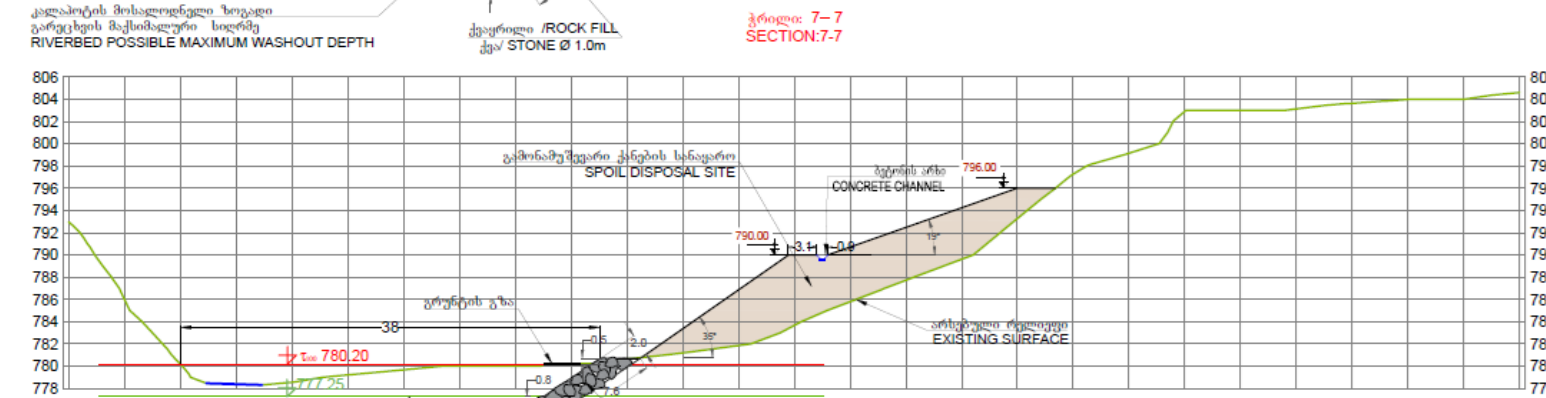 კალაპოტის მოსალოდნელი ზოგადი
გარეცხვის მაქსიმალური სიღრმე
RIVERBED POSSIBLE MAXIMUM WASHOUT DEPTH
ქვაყრილი /ROCK FILL
ქვა/ STONE Ø 1.0m
ჭრილი: 7-7
SECTION:7-7
806
804
802
800
798
796
794
792
790
788
786
784
782
780
778
გამონამუშევარი ქანების სანაყარო
SPOIL DISPOSAL SITE
ბეტონის არხი
CONCRETE CHANNEL
796.00
790.00
3.1
0.9
19°
გრუნტის გზა
38
0.5
2.0
35°
არსებული რელიეფი
EXISTING SURFACE
780.20
777.25
0.8
7.6